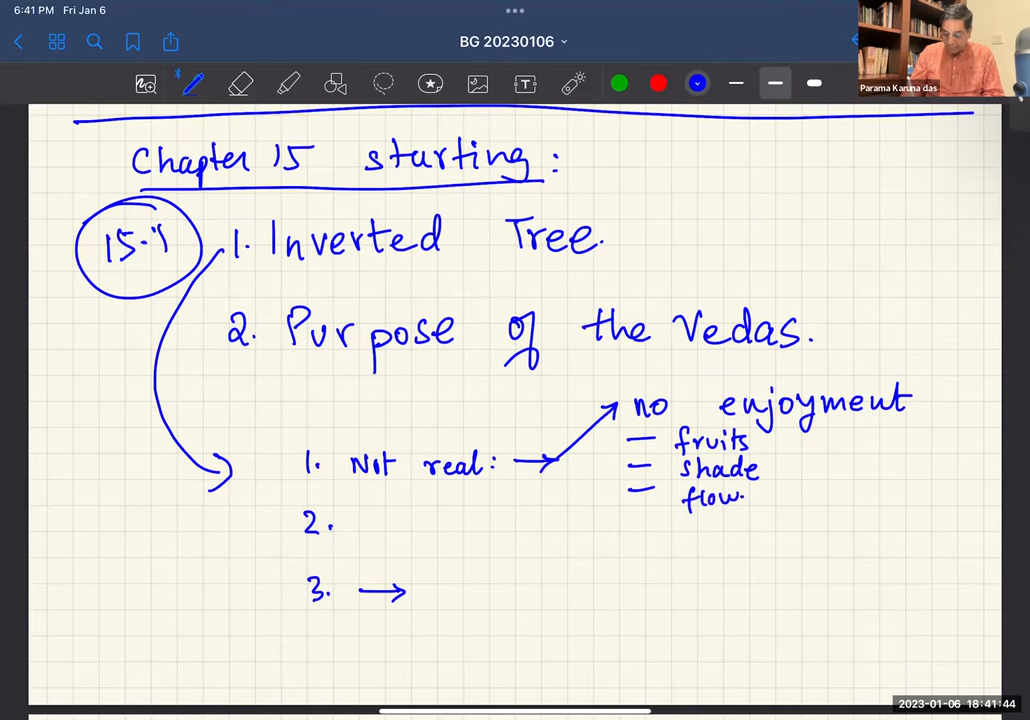 6:41 PM Fri Jan 6
BG 20230106
Parama Karuna das
Chapter 15 starting:
15.1 1. Inverted Tree.
2. Purpose of the Vedas.
no enjoyment
— fruits
1. Not real: →
— shade
— flow.
2.
3. →
2023-01-06 18:41:44